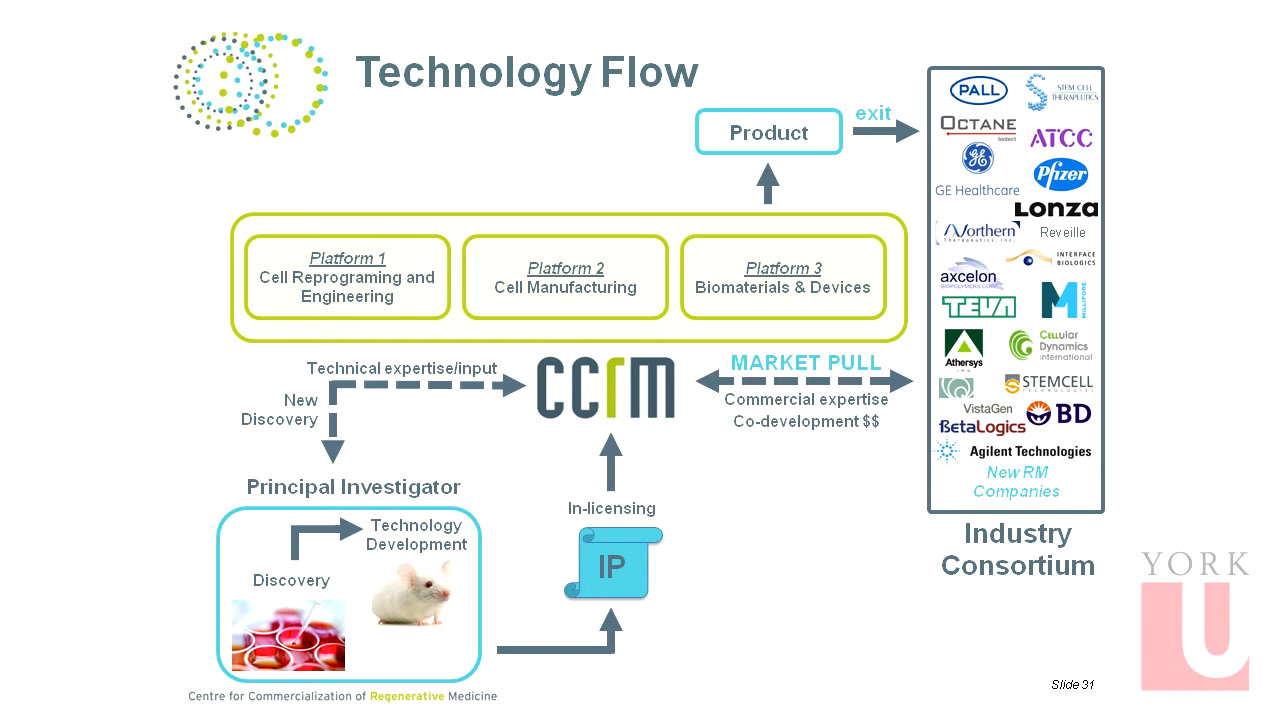 Technology Flow
Product
exit
PALL
STEM CELL
THERAPEUTICS
OCTANE
biotech
ATCC
GE Healthcare
Pfizer
Lonza
Northern
Therapeutics, Inc.
Reveille
INTERFACE
BIOLOGICS
axcelon
BIOPOLYMERS CORP
TEVA
MILLIPORE
Athersys
INC
Cellular
Dynamics
international
STEMCELL
TECHNOLOGIES
VistaGen
BD
BetaLogics
Agilent Technologies
New RM
Companies
Industry
Consortium
Platform 1
Cell Reprograming and
Engineering
Platform 2
Cell Manufacturing
Platform 3
Biomaterials & Devices
Technical expertise/input
New
Discovery
ccrm
MARKET PULL
Commercial expertise
Co-development $$
Principal Investigator
Technology
Development
Discovery
In-licensing
IP
YORK
U
Slide 31
Centre for Commercialization of Regenerative Medicine